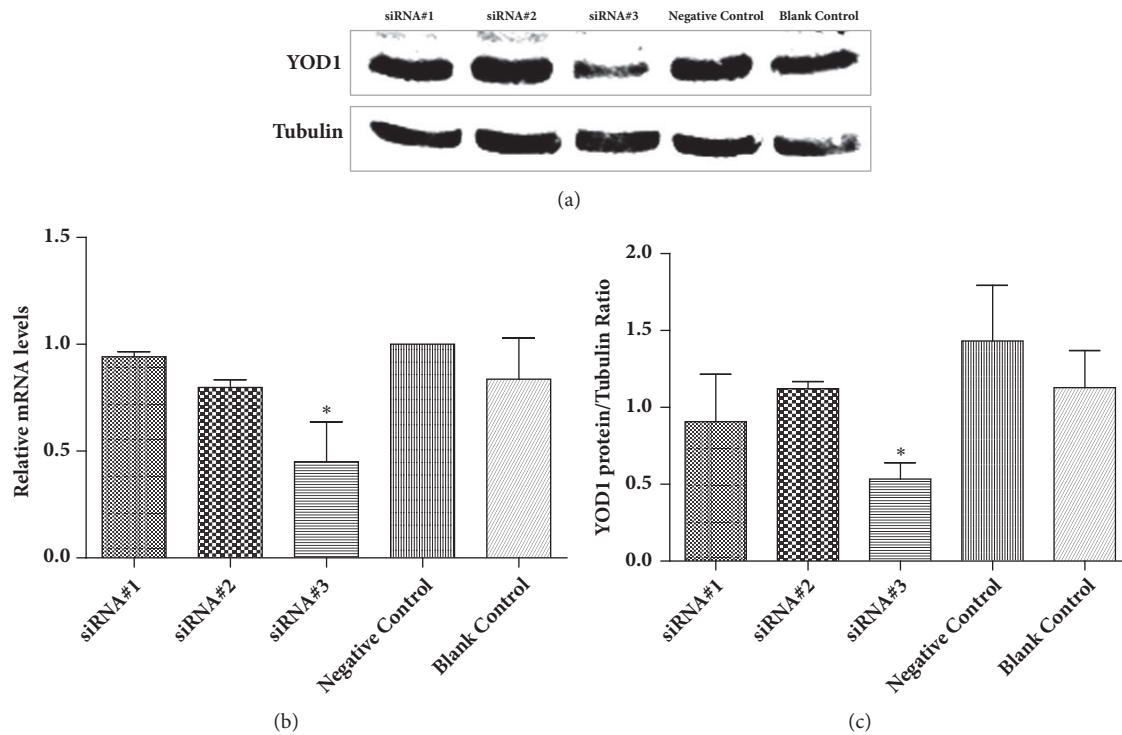 siRNA#1 siRNA#2 siRNA#3 Negative Control Blank Control
YOD1
Tubulin
(a)
1.5
1.0
0.5
0.0
Relative mRNA levels
*
siRNA#1 siRNA#2 siRNA#3 Negative Control Blank Control
(b)
2.0
1.5
1.0
0.5
0.0
YOD1 protein/Tubulin Ratio
*
siRNA#1 siRNA#2 siRNA#3 Negative Control Blank Control
(c)